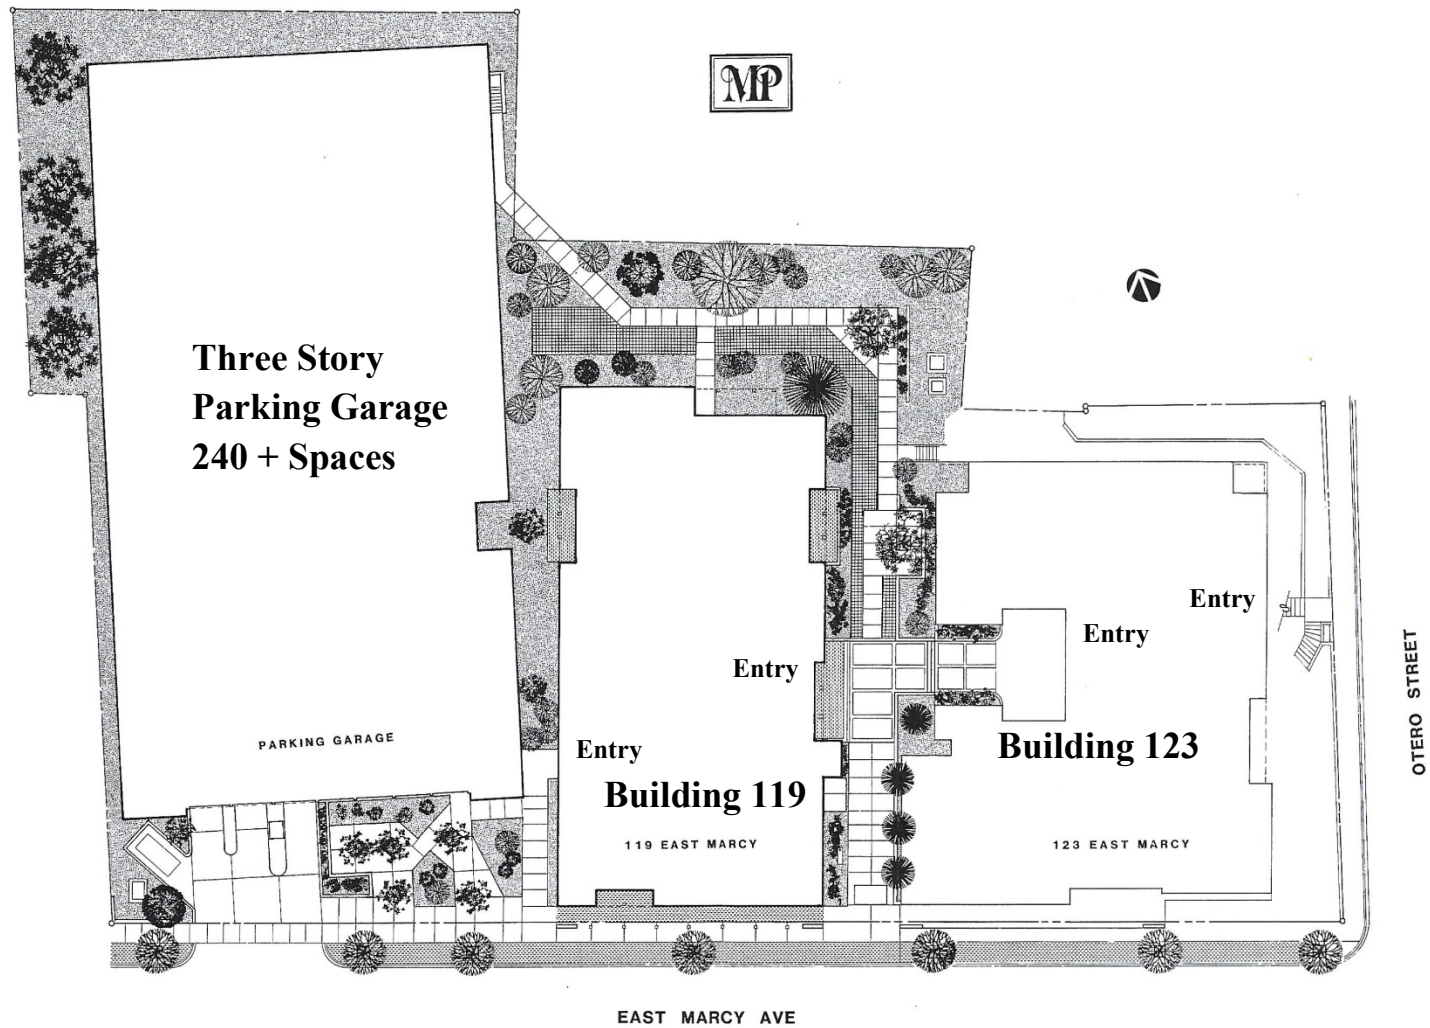 MP
Three Story
Parking Garage
240 + Spaces
Entry
Entry
Entry
OTERO STREET
PARKING GARAGE
Entry
Building 119
Building 123
119 EAST MARCY
123 EAST MARCY
EAST MARCY AVE